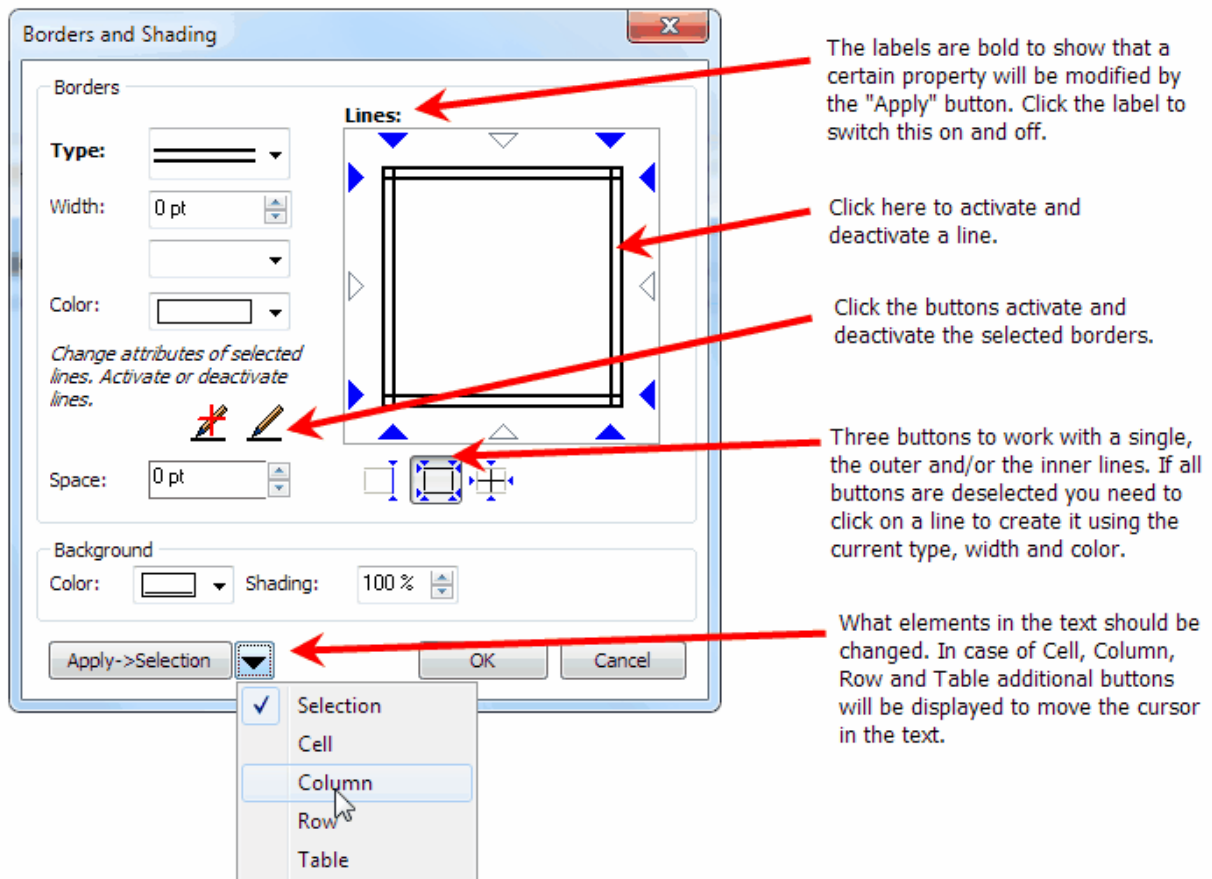 Borders and Shading
Borders
Lines:
Type:
Width:
0 pt
Color:
Change attributes of selected
lines. Activate or deactivate
lines.
Space:
0 pt
Background
Color:
Shading:
100 %
Apply->Selection
OK
Cancel
Selection
Cell
Column
Row
Table
The labels are bold to show that a
certain property will be modified by
the "Apply" button. Click the label to
switch this on and off.
Click here to activate and
deactivate a line.
Click the buttons activate and
deactivate the selected borders.
Three buttons to work with a single,
the outer and/or the inner lines. If all
buttons are deselected you need to
click on a line to create it using the
current type, width and color.
What elements in the text should be
changed. In case of Cell, Column,
Row and Table additional buttons
will be displayed to move the cursor
in the text.